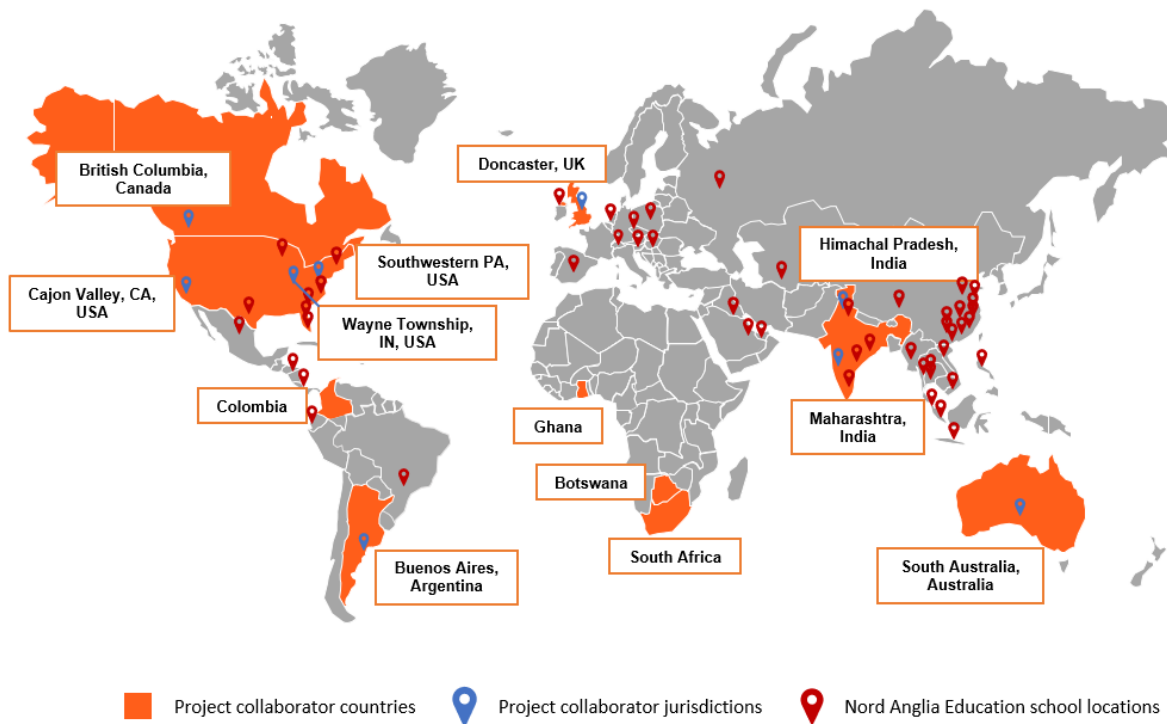 British Columbia,
Canada
Doncaster, UK
Cajon Valley, CA,
USA
Southwestern PA,
USA
Himachal Pradesh,
India
Wayne Township,
IN, USA
Colombia
Ghana
Maharashtra,
India
Botswana
South Africa
Buenos Aires,
Argentina
South Australia,
Australia
Project collaborator countries
Project collaborator jurisdictions
Nord Anglia Education school locations